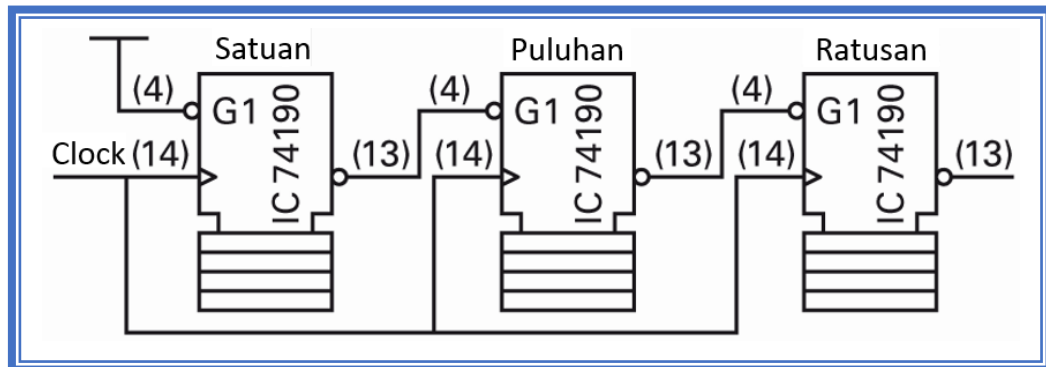 Satuan Puluhan Ratusan
(4) G1 (4) G1 (4) G1
IC 74190 IC 74190 IC 74190
Clock (14) (13) (14) (13) (14) (13)